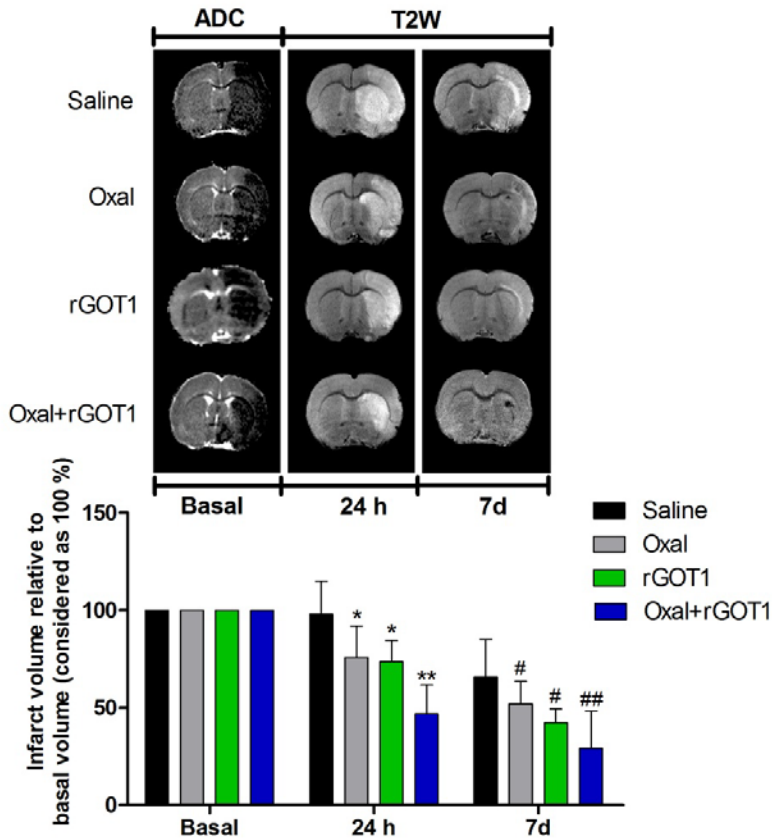 ADC T2W
Saline
Oxal
rGOT1
Oxal+rGOT1
Basal 24 h 7d
Infarct volume relative to
basal volume (considered as 100 %)
150
100
50
0
* * **
# # ##
Basal 24 h 7d
Saline
Oxal
rGOT1
Oxal+rGOT1